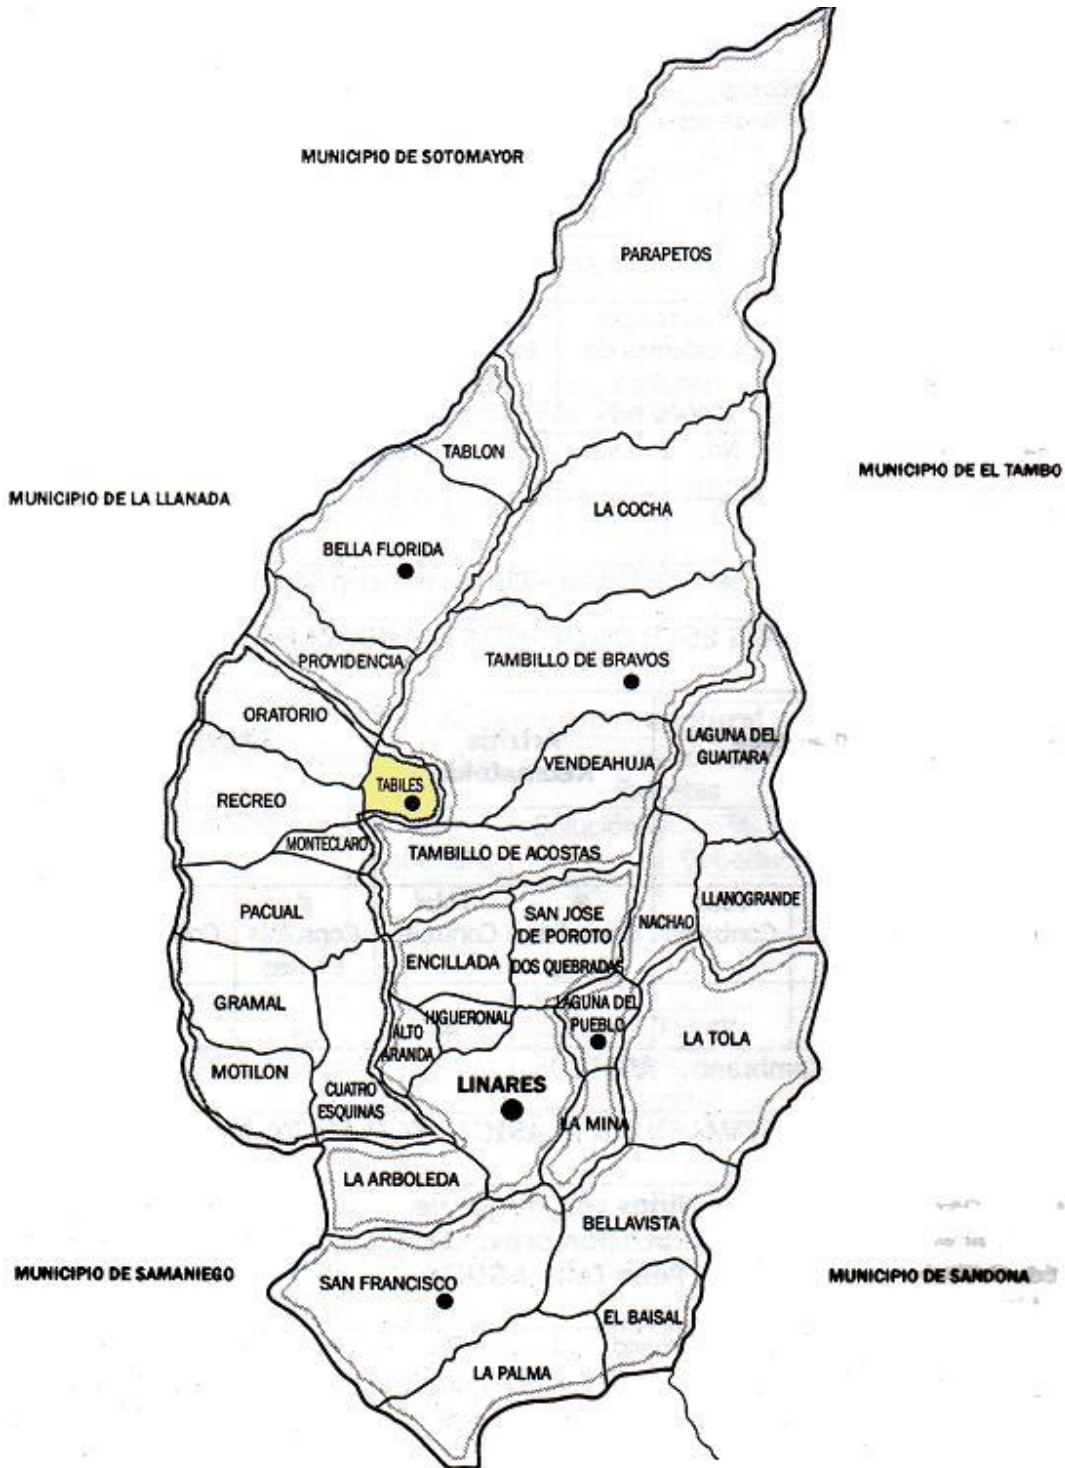 MUNICIPIO DE SOTOMAYOR
PARAPETOS
TABLON
MUNICIPIO DE EL TAMBO
MUNICIPIO DE LA LLANADA
LA COCHA
BELLA FLORIDA
PROVIDENCIA
TAMBILLO DE BRAVOS
ORATORIO
LAGUNA DEL
GUAITARA
VENDEAHUJA
TABILES
RECREO
MONTECLARO
TAMBILLO DE ACOSTAS
LLANOGRANDE
PACUAL
SAN JOSE
DE POROTO
NACHAO
ENCILLADA
DOS QUEBRADAS
GRAMAL
LAGUNA DEL
PUEBLO
HIGUERONAL
ALTO
ARANDA
LA TOLA
MOTILON
CUATRO
ESQUINAS
LINARES
LA MINA
LA ARBOLEDA
BELLAVISTA
MUNICIPIO DE SAMANIEGO
SAN FRANCISCO
MUNICIPIO DE SANDONA
EL BAISAL
LA PALMA